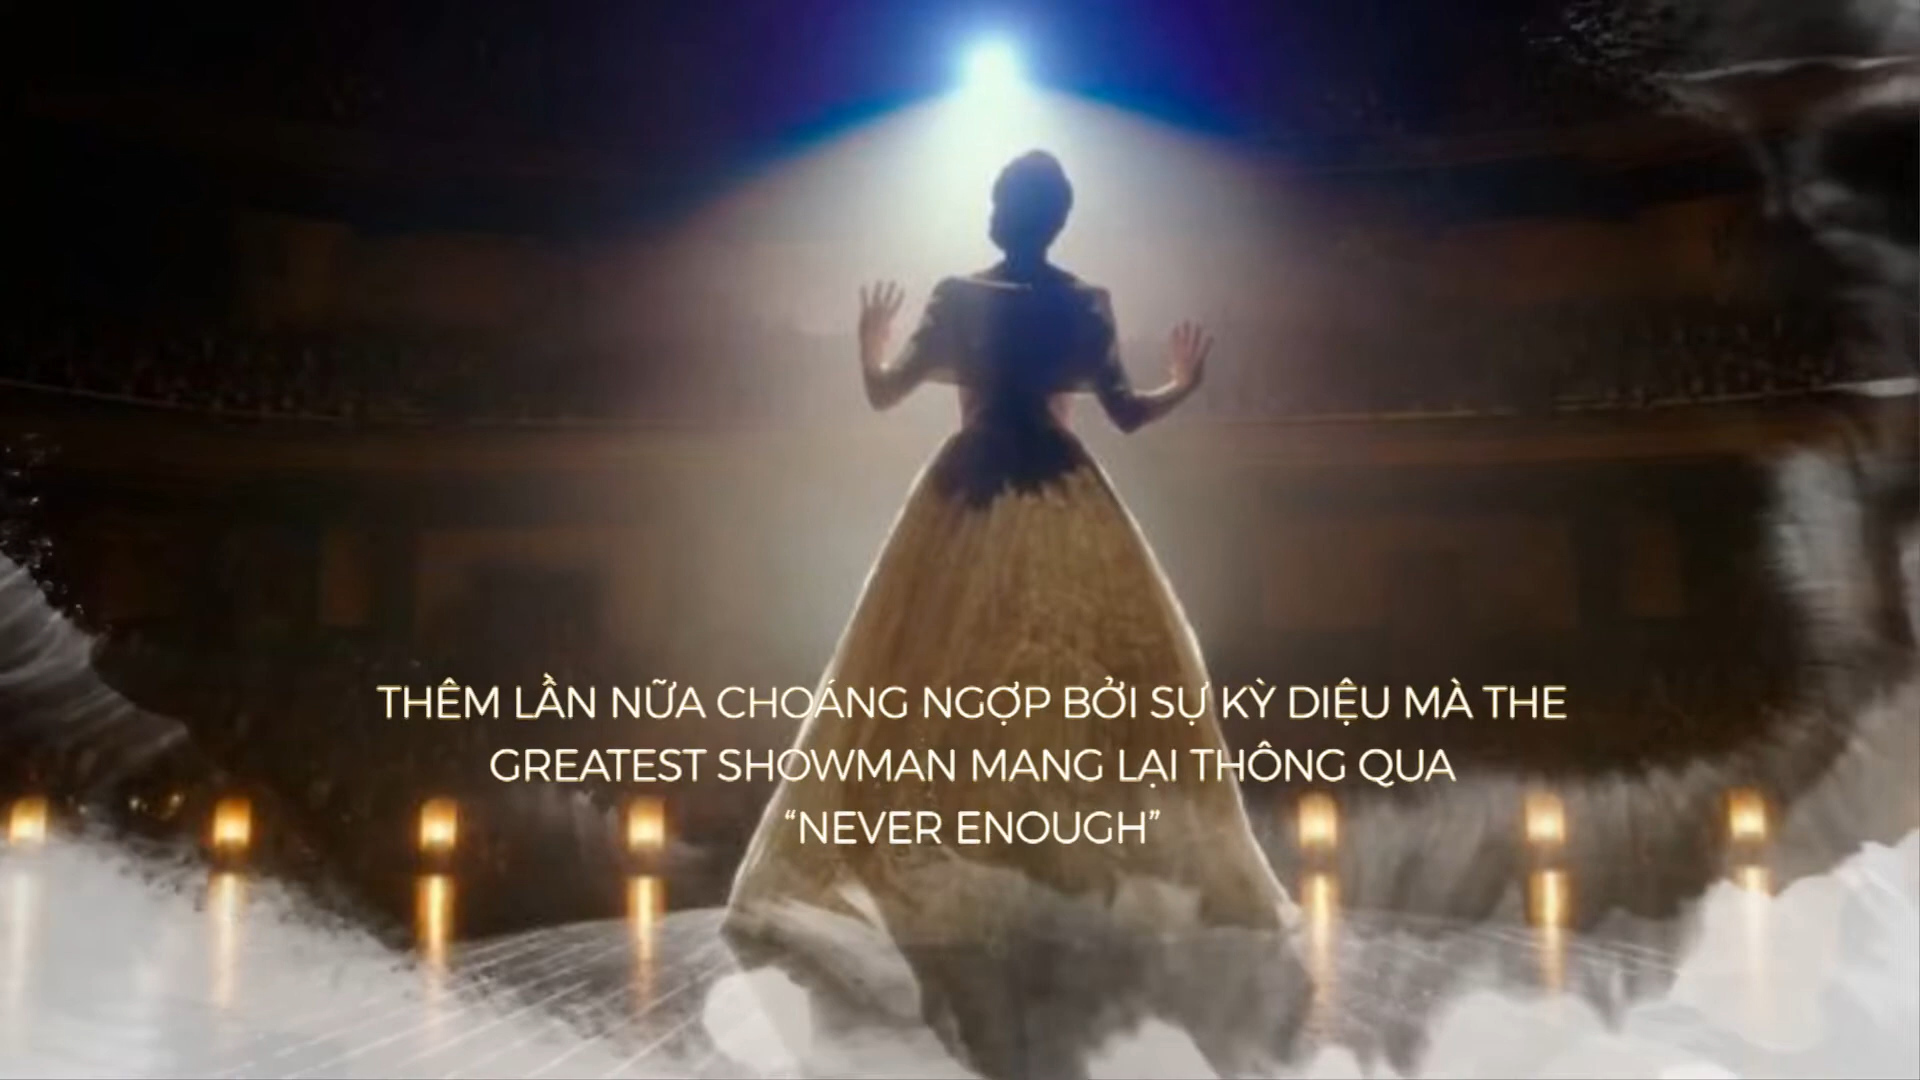 THÊM LẦN NỮA CHOÁNG NGỢP BỞI SỰ KỲ DIỆU MÀ THE
GREATEST SHOWMAN MANG LẠI THÔNG QUA
“NEVER ENOUGH”